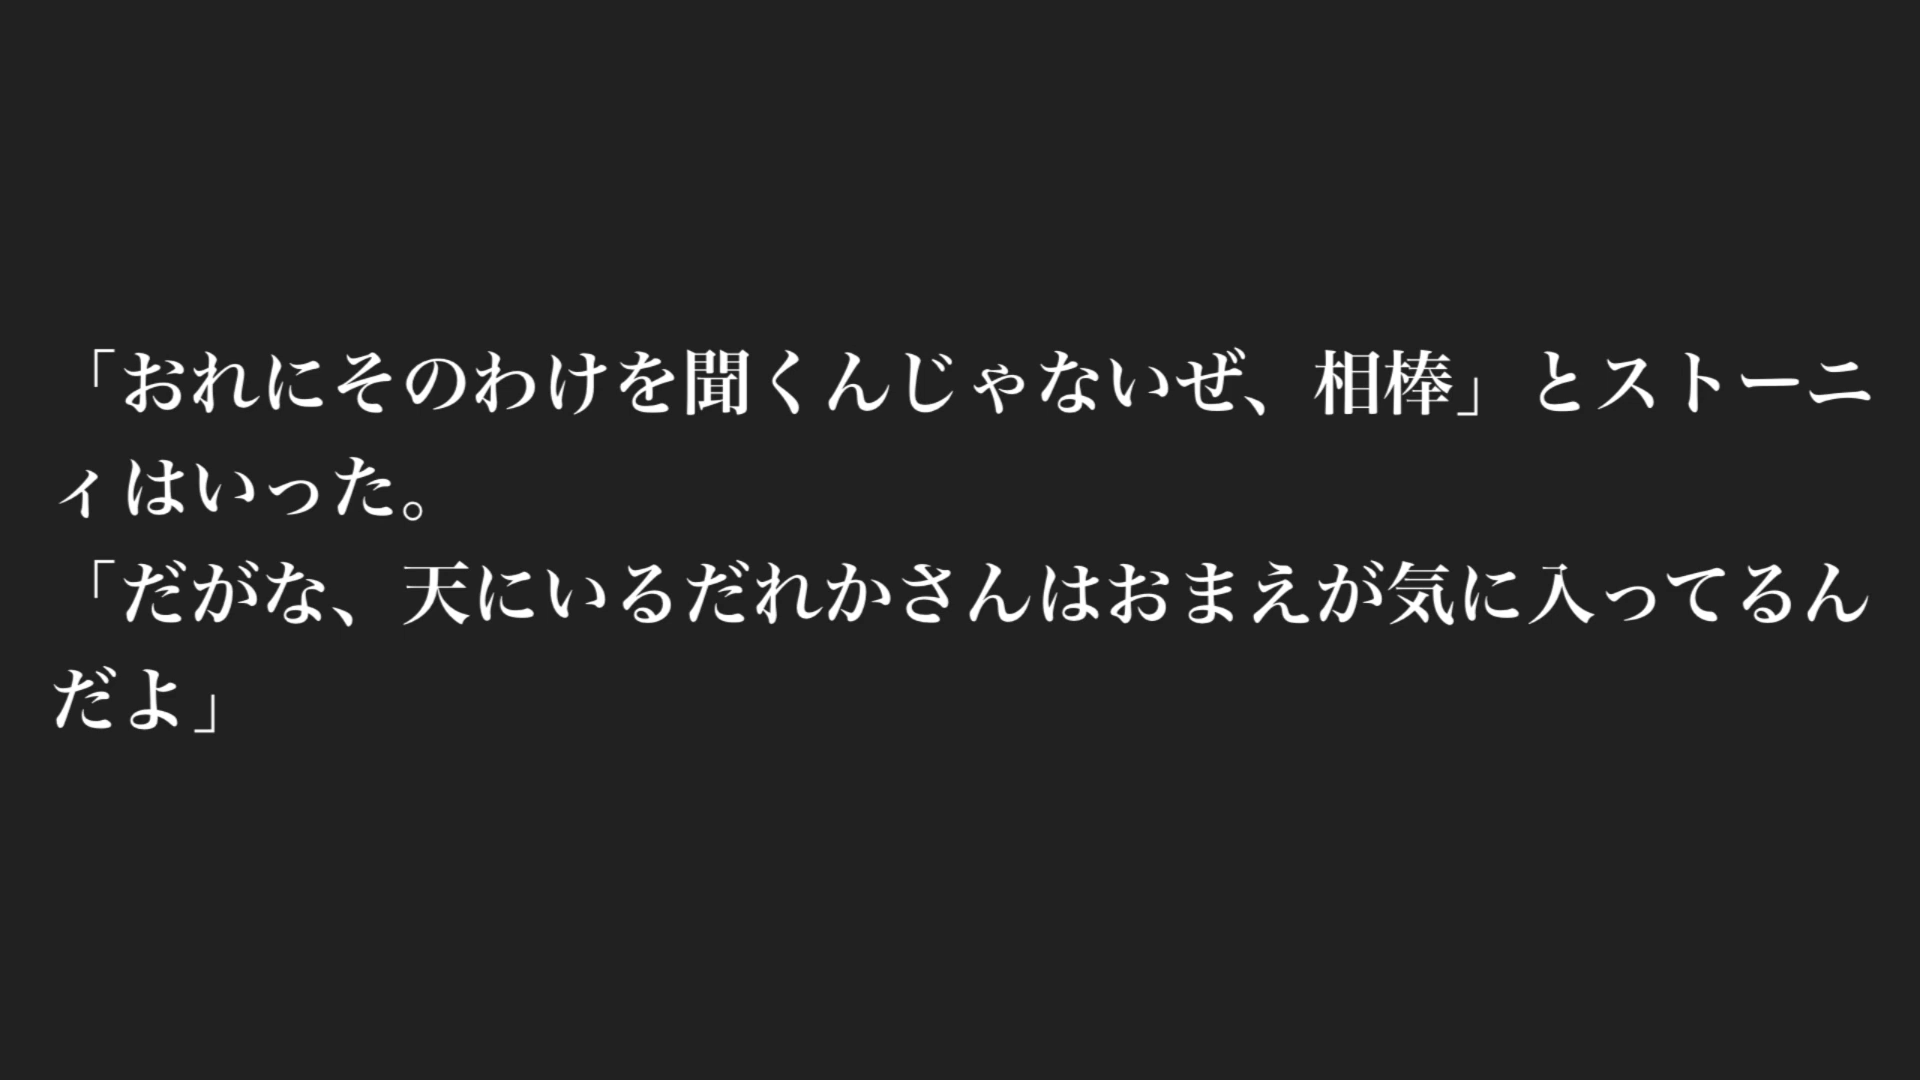 「おれにそのわけを聞くんじゃないぜ、相棒」とストーニ
ィはいった。
「だがな、天にいるだれかさんはおまえが気に入ってるん
だよ」